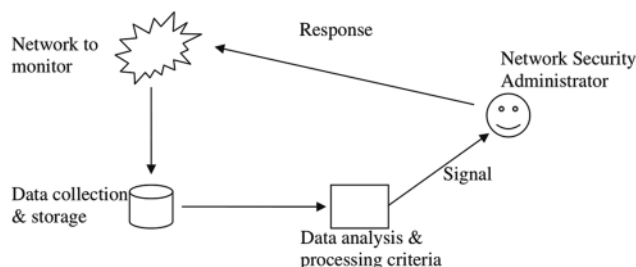 Network to
monitor
Response
Network Security
Administrator
Signal
Data collection
& storage
Data analysis &
processing criteria